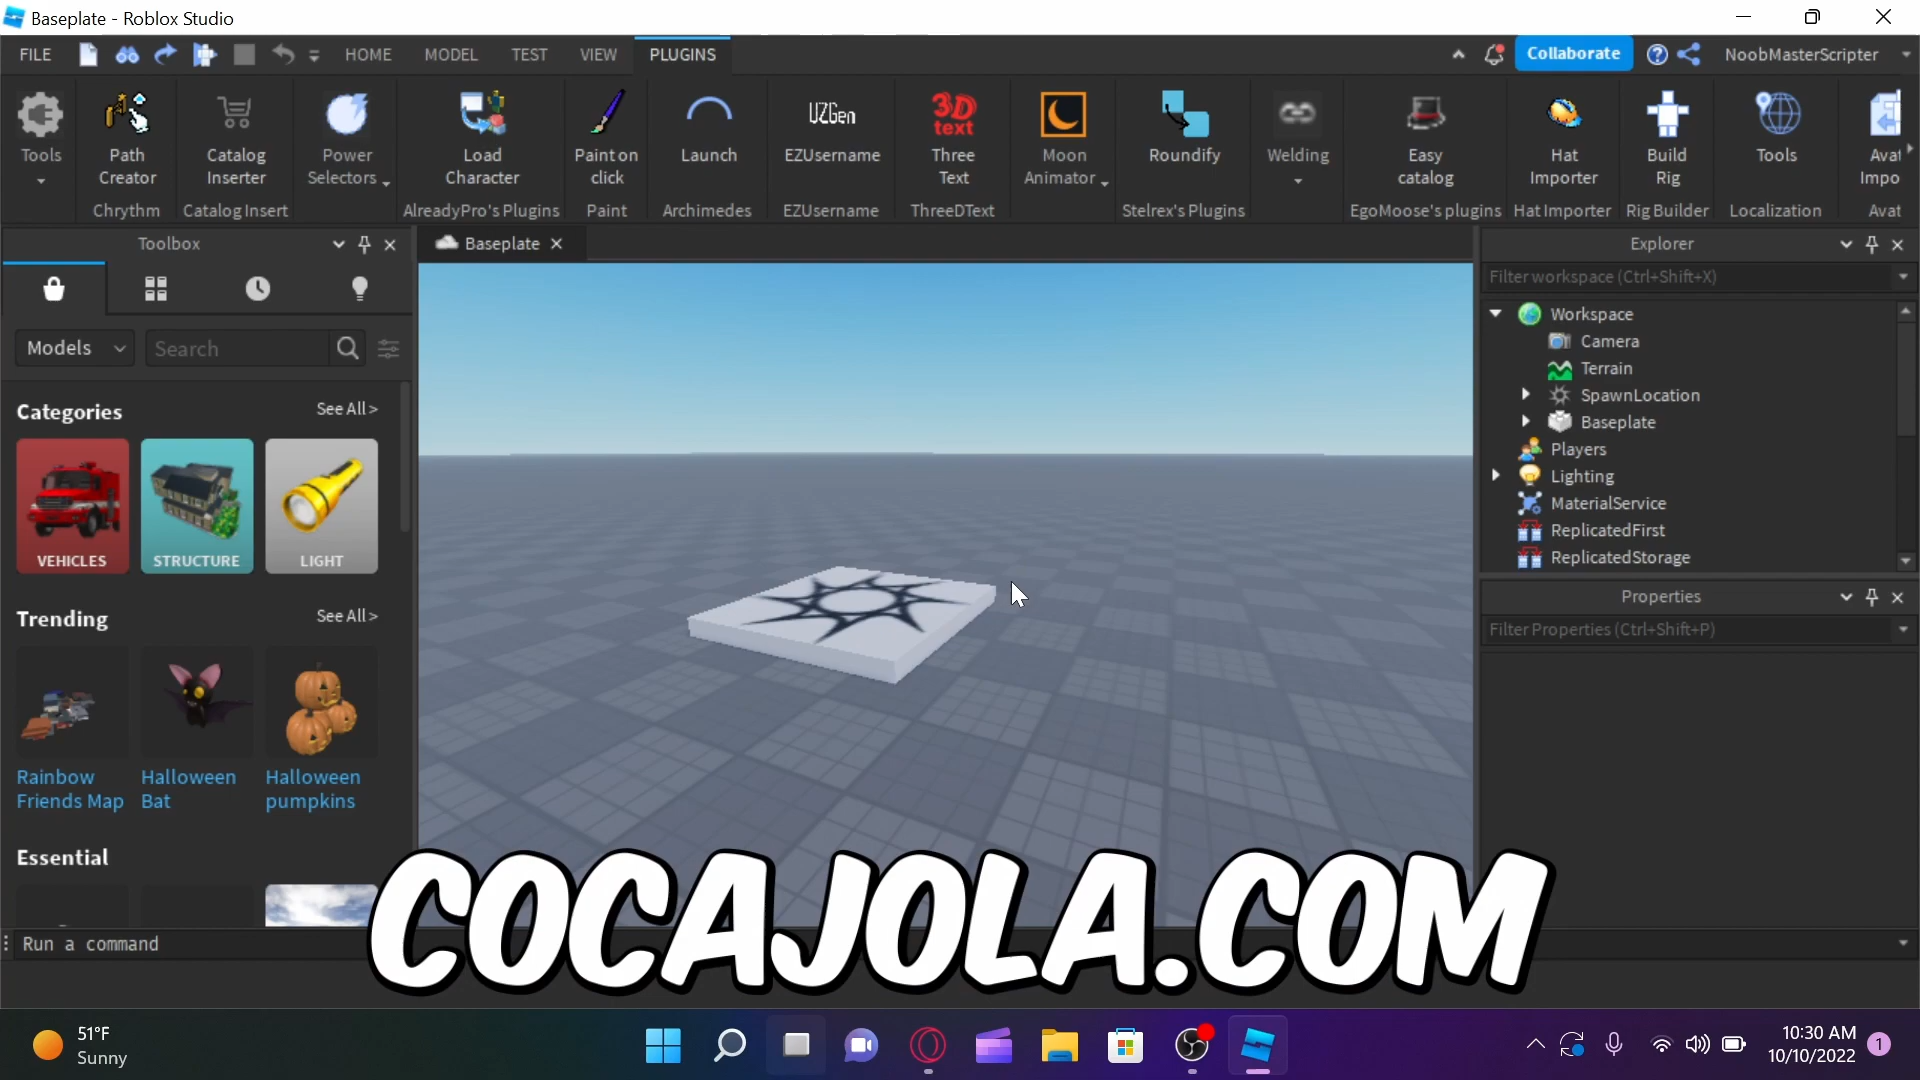 Baseplate - Roblox Studio
FILE HOME MODEL TEST VIEW PLUGINS Collaborate NoobMasterScripter
Tools
Path Creator
Chrythm
Catalog Inserter
Catalog Insert
Power Selectors
Load Character
AlreadyPro's Plugins
Paint on click
Paint
Launch
Archimedes
UZGen
EZUsername
EZUsername
3D text
Three Text
ThreeDText
Moon Animator
Roundify
Stelrex's Plugins
Welding
Easy catalog
EgoMoose's plugins
Hat Importer
Hat Importer
Build Rig
Rig Builder
Tools
Localization
Avat
Impo
Avat
Toolbox
Models
Search
Categories See All >
VEHICLES STRUCTURE LIGHT
Trending See All >
Rainbow Friends Map
Halloween Bat
Halloween pumpkins
Essential
Baseplate
Explorer
Filter workspace (Ctrl+Shift+X)
Workspace
Camera
Terrain
SpawnLocation
Baseplate
Players
Lighting
MaterialService
ReplicatedFirst
ReplicatedStorage
Properties
Filter Properties (Ctrl+Shift+P)
Run a command
COCAJOLA.COM
51°F
Sunny
10:30 AM
10/10/2022
1